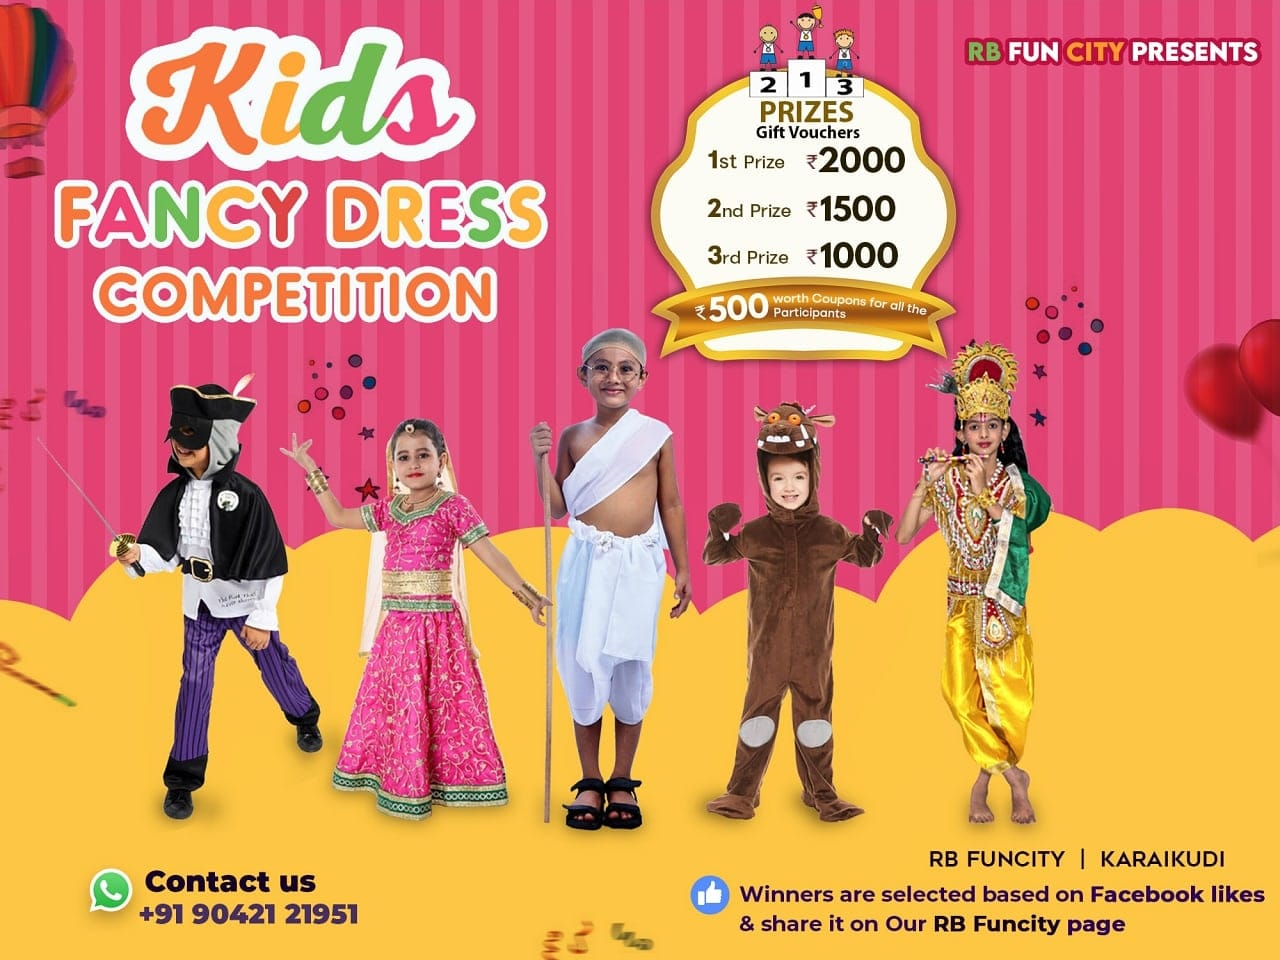 Kids
FANCY DRESS
COMPETITION
RB FUN CITY PRESENTS
2 1 3
PRIZES
Gift Vouchers
1st Prize ₹2000
2nd Prize ₹1500
3rd Prize ₹1000
₹500 worth Coupons for all the
Participants
RB FUNCITY | KARAIKUDI
Contact us
+91 90421 21951
Winners are selected based on Facebook likes
& share it on Our RB Funcity page